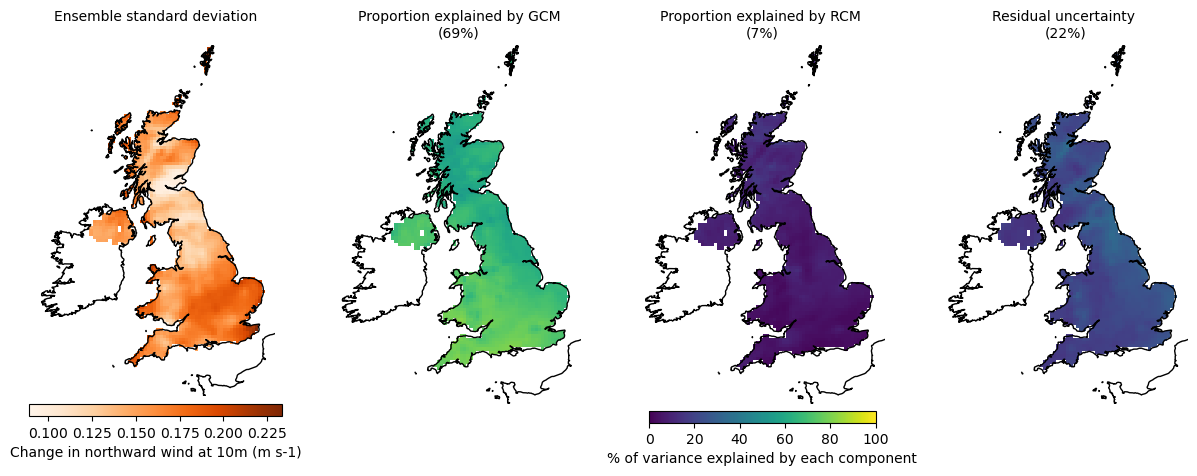 Ensemble standard deviation
Proportion explained by GCM
(69%)
Proportion explained by RCM
(7%)
Residual uncertainty
(22%)
0.100 0.125 0.150 0.175 0.200 0.225
Change in northward wind at 10m (m s-1)
0 20 40 60 80 100
% of variance explained by each component